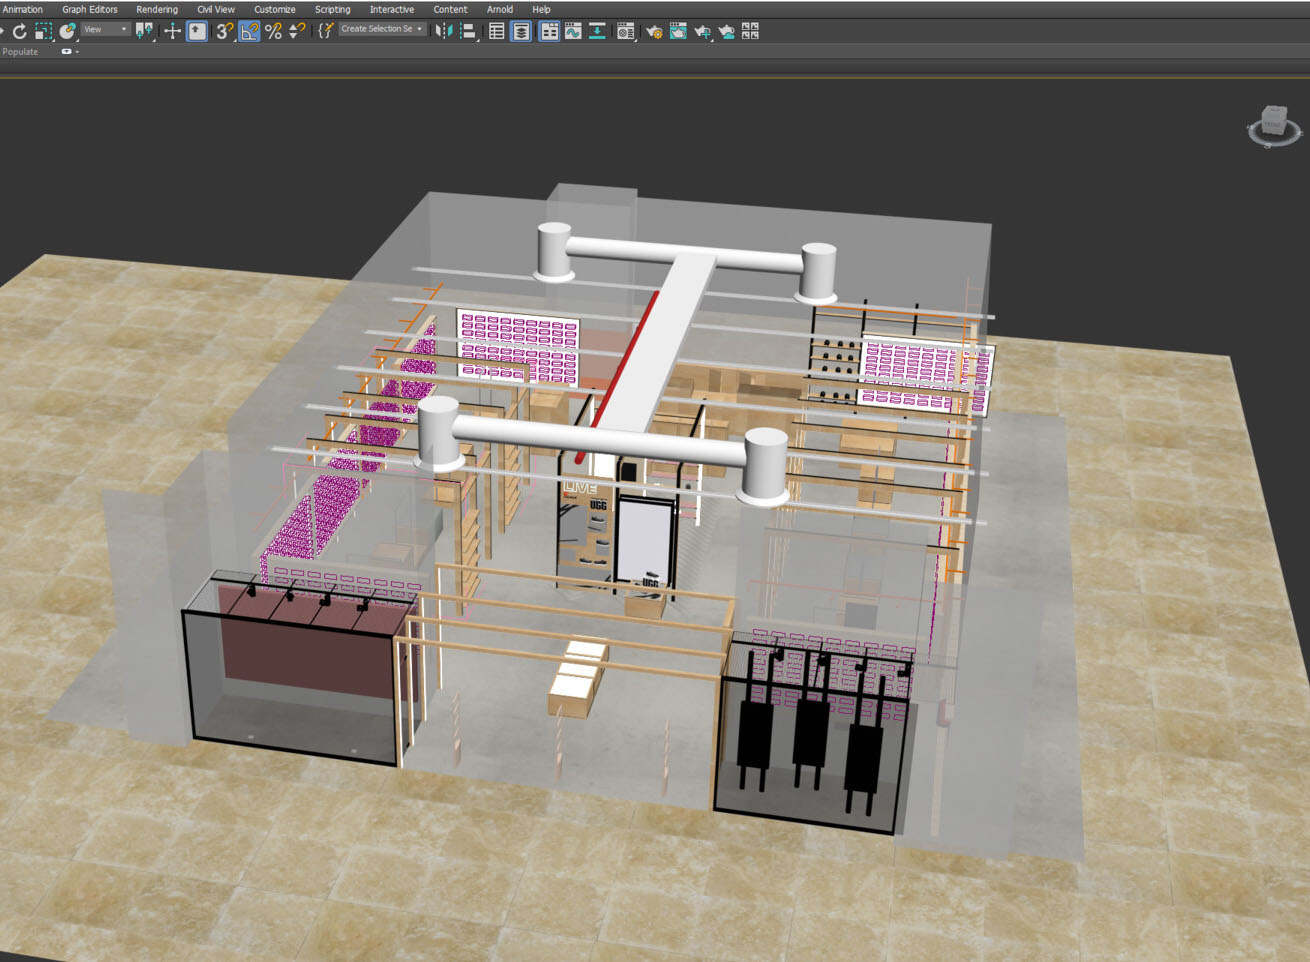 Animation Graph Editors Rendering Civil View Customize Scripting Interactive Content Arnold Help
View 3 % Create Selection Se
Populate
S
LIVE
UGG
UGG